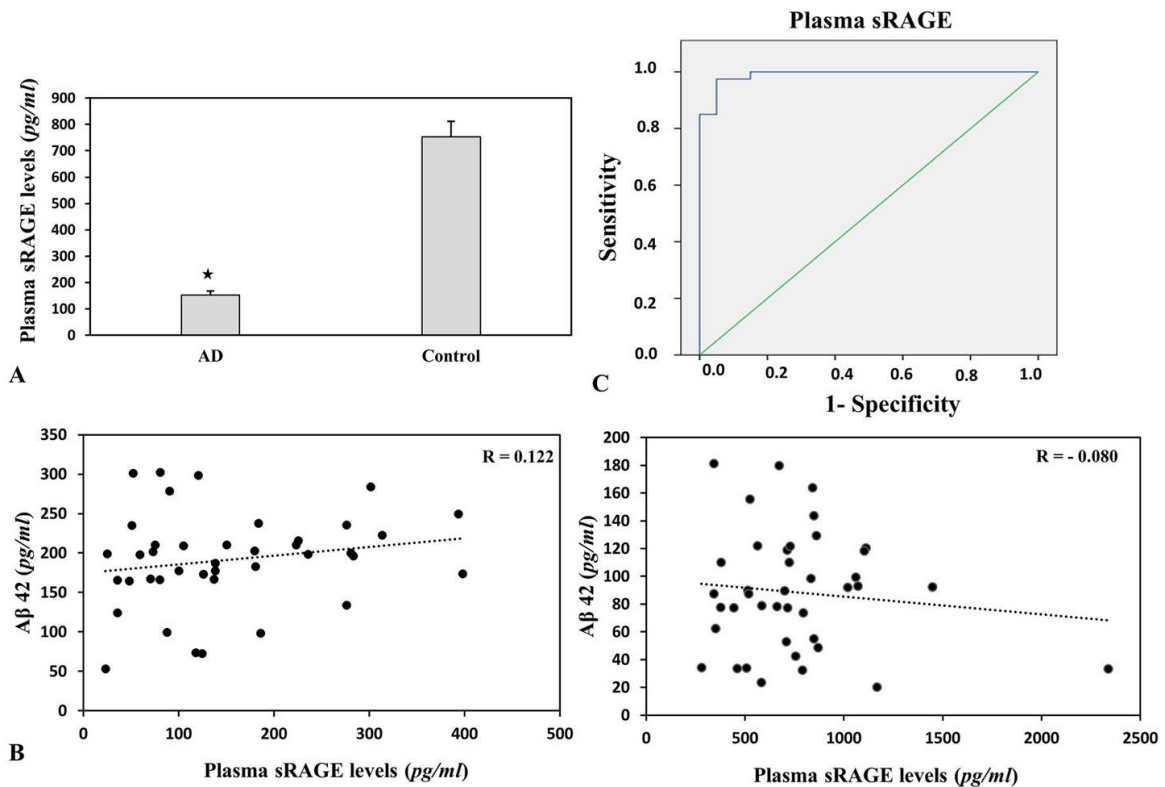 Plasma sRAGE levels (pg/ml)
900
800
700
600
500
400
300
200
100
0
★
AD
Control
A
Plasma sRAGE
Sensitivity
1.0
0.8
0.6
0.4
0.2
0.0
0.0 0.2 0.4 0.6 0.8 1.0
1- Specificity
C
Aβ 42 (pg/ml)
350
300
250
200
150
100
50
0
R = 0.122
0 100 200 300 400 500
Plasma sRAGE levels (pg/ml)
B
Aβ 42 (pg/ml)
200
180
160
140
120
100
80
60
40
20
0
R = - 0.080
0 500 1000 1500 2000 2500
Plasma sRAGE levels (pg/ml)